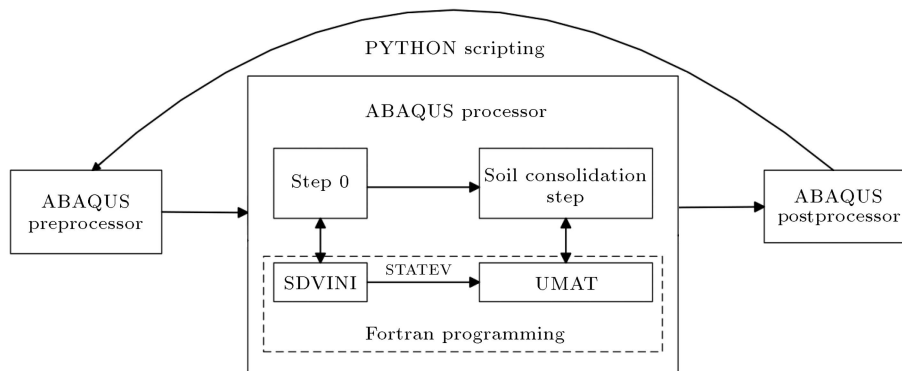 PYTHON scripting
ABAQUS processor
Step 0
Soil consolidation
step
ABAQUS
preprocessor
ABAQUS
postprocessor
SDVINI
STATEV
UMAT
Fortran programming